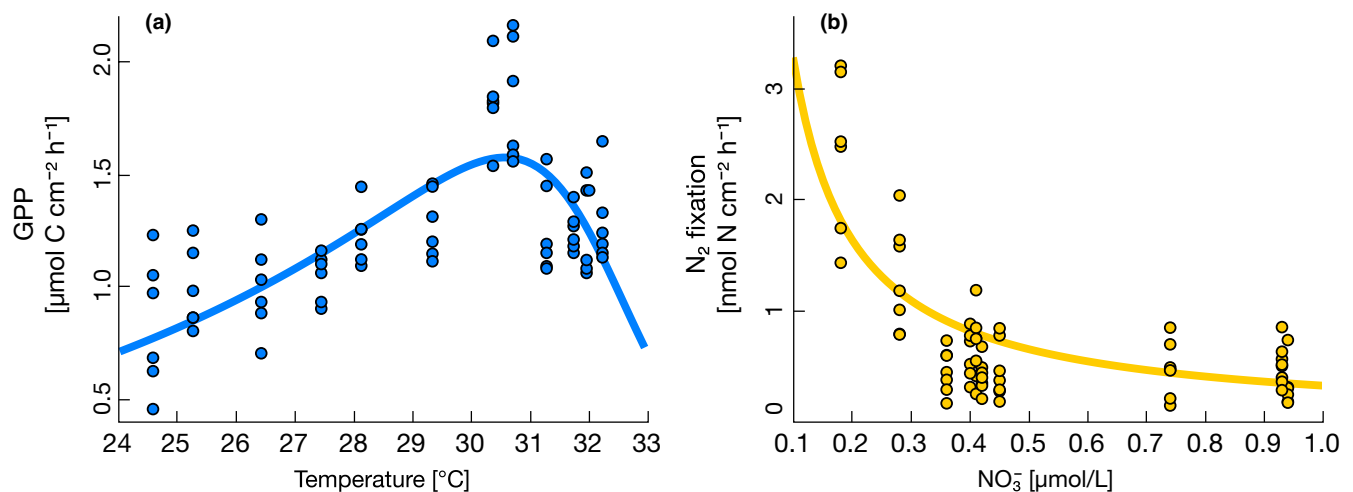 (a)
GPP
[µmol C cm⁻² h⁻¹]
2.0
1.5
1.0
0.5
24 25 26 27 28 29 30 31 32 33
Temperature [°C]
(b)
N₂ fixation
[nmol N cm⁻² h⁻¹]
3
2
1
0
0.1 0.2 0.3 0.4 0.5 0.6 0.7 0.8 0.9 1.0
NO₃⁻ [µmol/L]